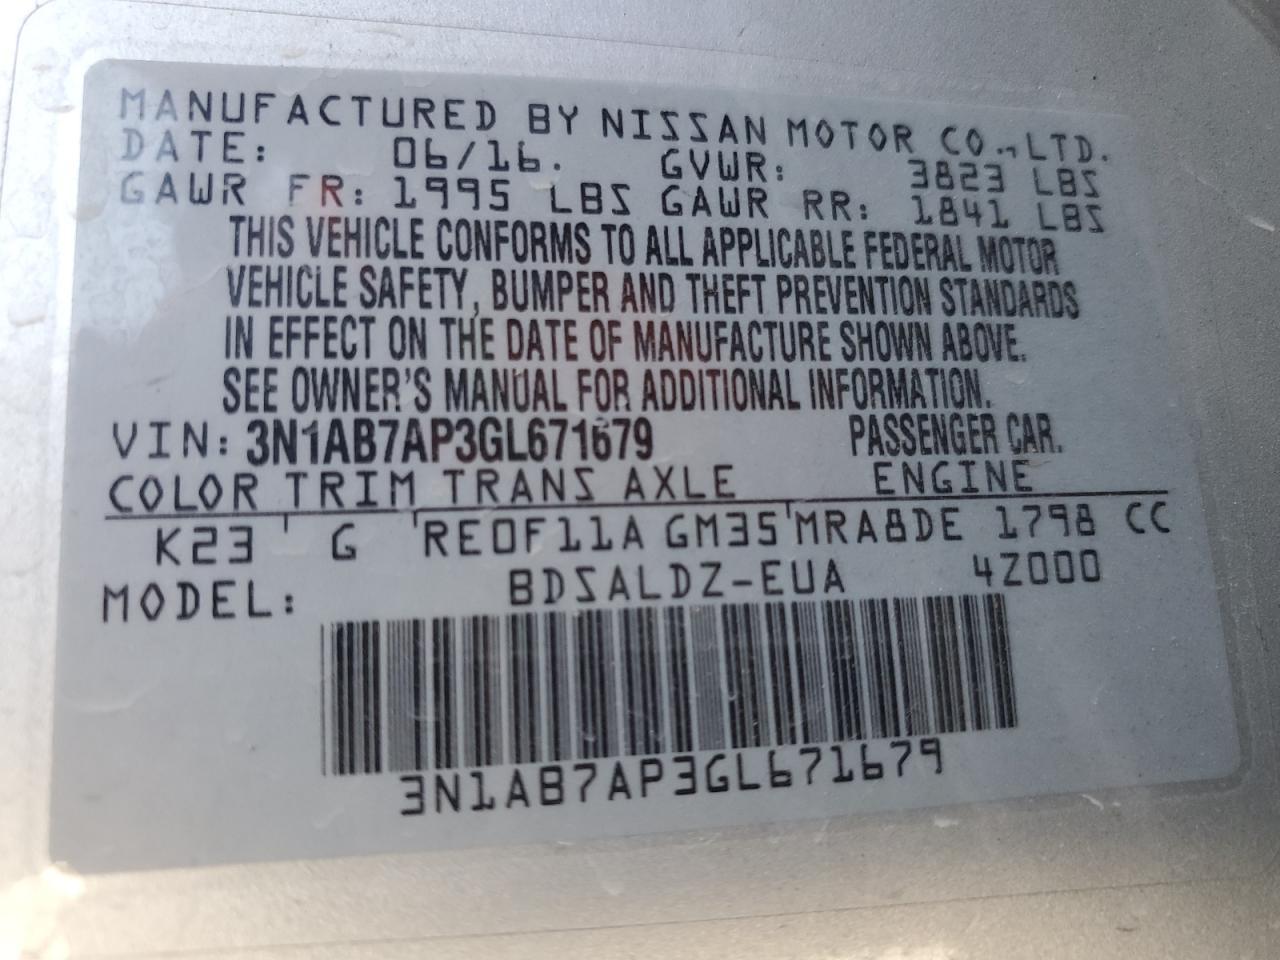 MANUFACTURED BY NISSAN MOTOR CO., LTD.
DATE: 06/16. GVWR: 3823 LBS
GAWR FR: 1995 LBS GAWR RR: 1841 LBS
THIS VEHICLE CONFORMS TO ALL APPLICABLE FEDERAL MOTOR
VEHICLE SAFETY, BUMPER AND THEFT PREVENTION STANDARDS
IN EFFECT ON THE DATE OF MANUFACTURE SHOWN ABOVE.
SEE OWNER'S MANUAL FOR ADDITIONAL INFORMATION.
VIN: 3N1AB7AP3GL671679 PASSENGER CAR.
COLOR TRIM TRANS AXLE ENGINE
K23 G RE0F11A GM35 MRA8DE 1798 CC
MODEL: BDSALDZ-EUA 4Z000
3N1AB7AP3GL671679